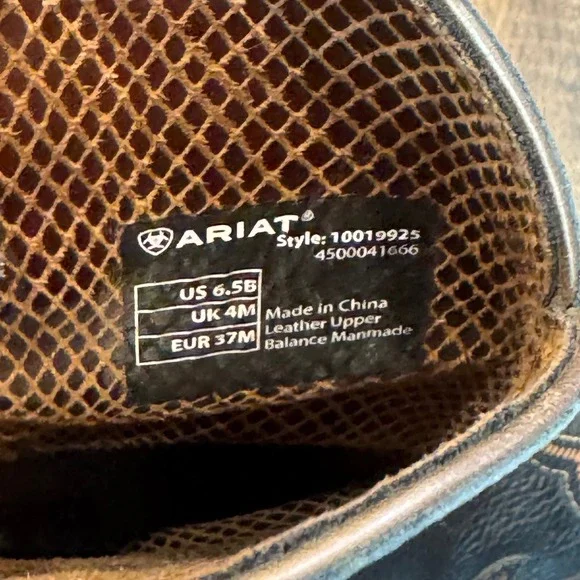 ARIAT®
Style: 10019925
4500041666
US 6.5B
UK 4M
EUR 37M
Made in China
Leather Upper
Balance Manmade